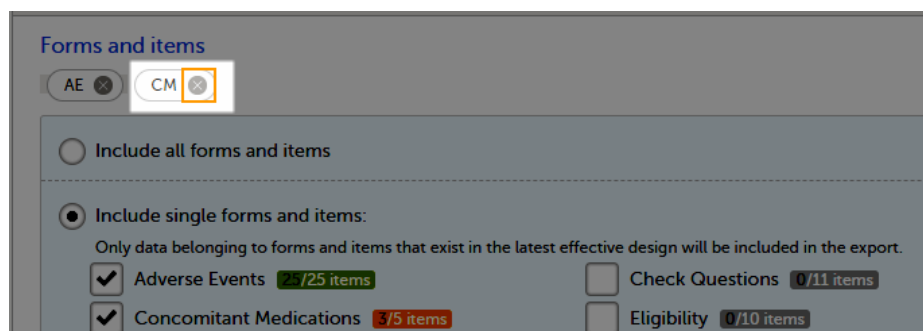 Forms and items
AE CM
Include all forms and items
Include single forms and items:
Only data belonging to forms and items that exist in the latest effective design will be included in the export.
Adverse Events 25/25 items Check Questions 0/11 items
Concomitant Medications 3/5 items Eligibility 0/10 items